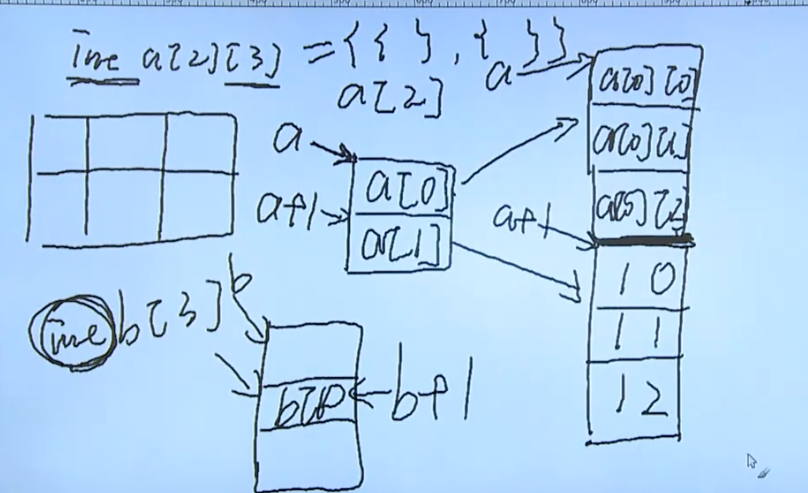 int a[2][3] = { { }, { } }
a[2]
a
a
a+1
a[0]
a[1]
a[0][0]
a[0][1]
a[0][2]
a+1
1 0
1 1
1 2
int b[3]
b
b[1]
b+1